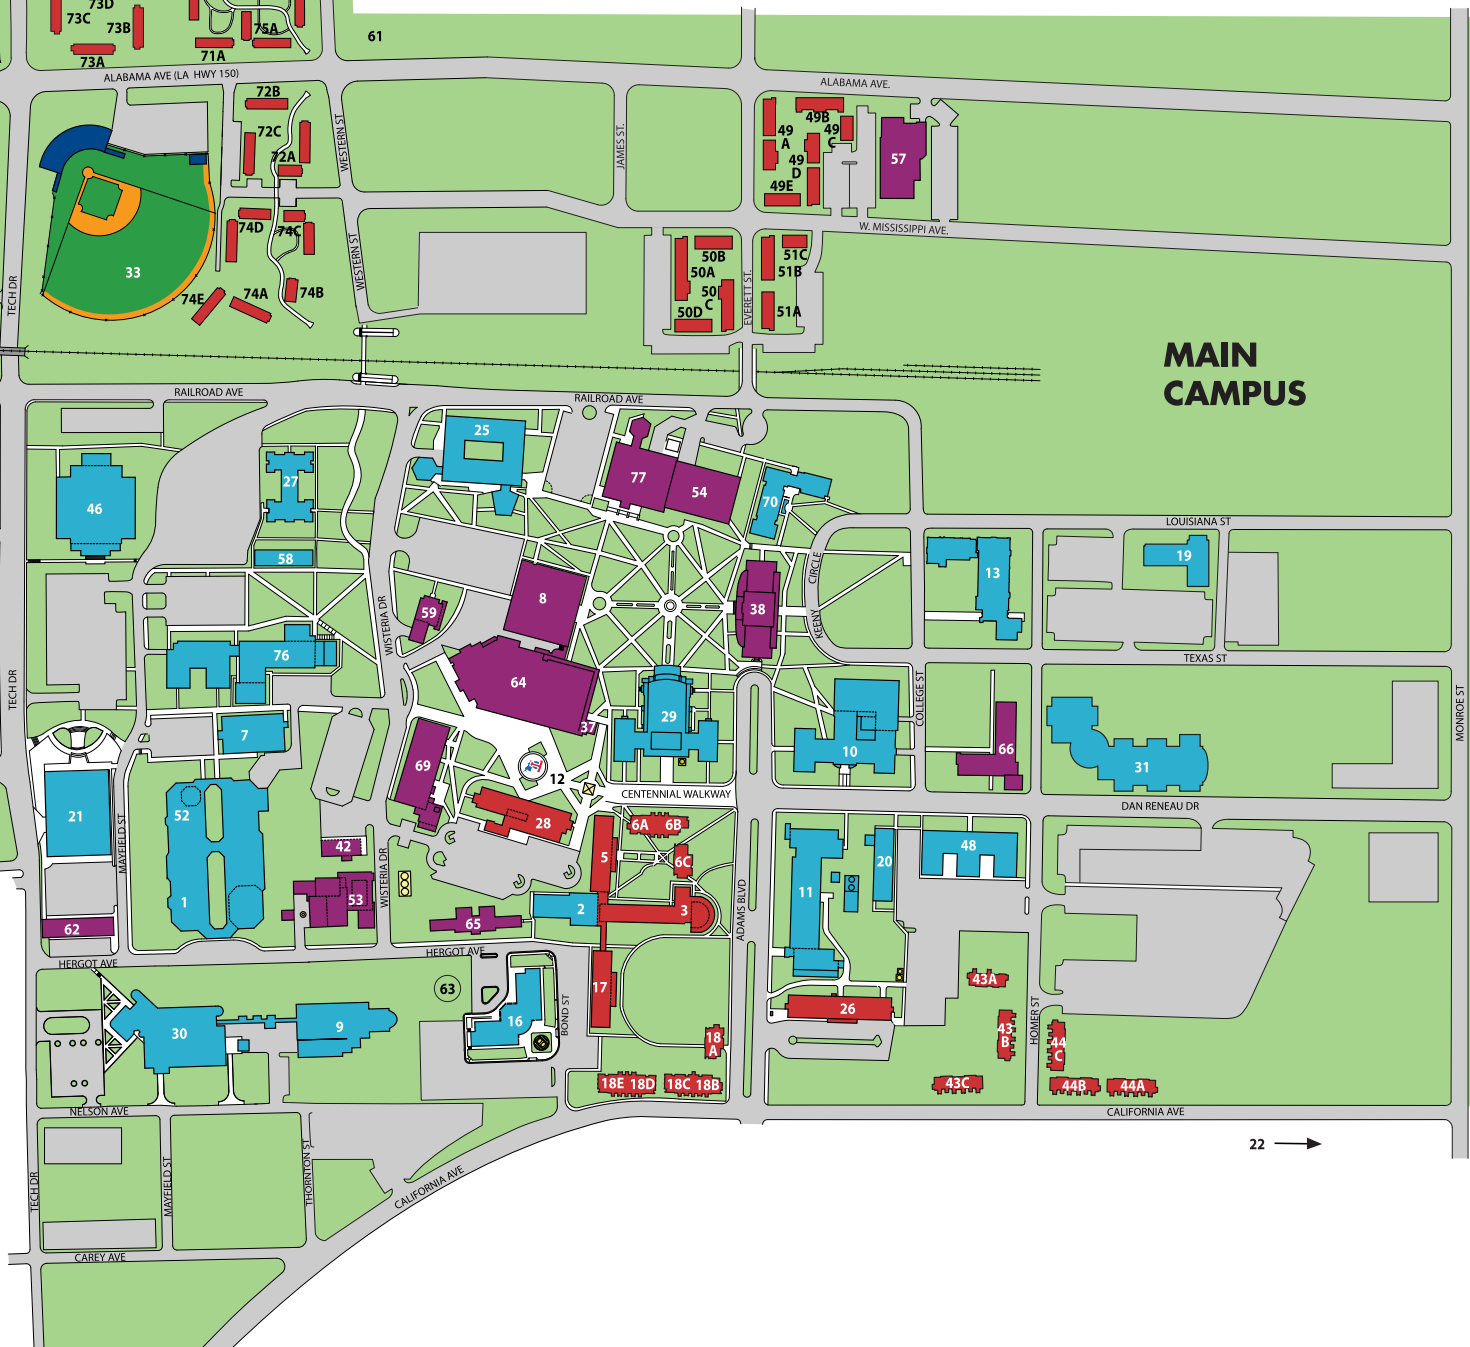 73D
73C
73B
73A
71A
75A
61
ALABAMA AVE (LA HWY 150)
ALABAMA AVE.
72B
72C
72A
WESTERN ST
JAMES ST.
49
A
49B
49
C
49
D
49E
57
W. MISSISSIPPI AVE.
33
TECH DR
74D
74C
74E
74A
74B
WESTERN ST
50B
50A
50
C
50D
EVERETT ST.
51C
51B
51A
MAIN
CAMPUS
RAILROAD AVE
RAILROAD AVE
25
27
46
58
77
54
70
LOUISIANA ST
19
13
KEENY CIRCLE
38
8
59
WISTERIA DR
76
64
37
29
TEXAS ST
COLLEGE ST
MONROE ST
TECH DR
7
69
12
10
66
31
CENTENNIAL WALKWAY
DAN RENEAU DR
21
52
1
MAYFIELD ST
42
53
WISTERIA DR
28
5
6A
6B
6C
2
3
65
62
11
20
48
ADAMS BLVD
HERGOT AVE
HERGOT AVE
63
16
BOND ST
17
18
A
18E
18D
18C
18B
26
43A
43
B
43C
HOMER ST
44
C
44B
44A
30
9
NELSON AVE
CALIFORNIA AVE
22
TECH DR
MAYFIELD ST
THORNTON ST
CALIFORNIA AVE
CAREY AVE